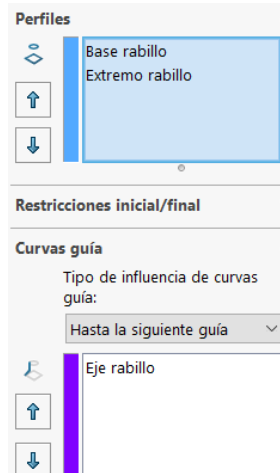 Perfiles
Base rabillo
Extremo rabillo
Restricciones inicial/final
Curvas guía
Tipo de influencia de curvas
guía:
Hasta la siguiente guía
Eje rabillo